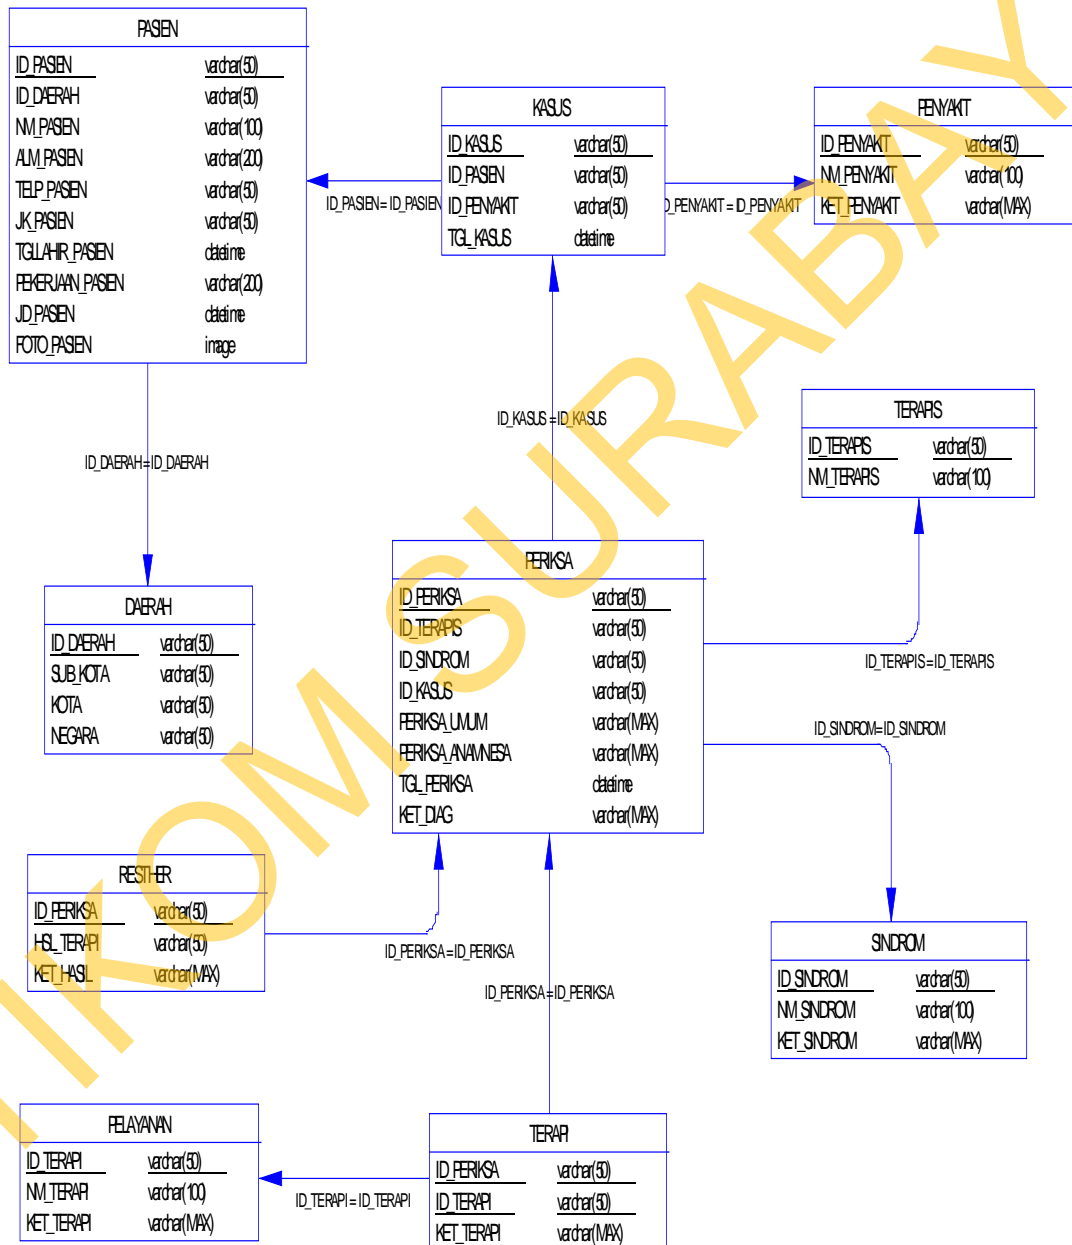 PASIEN
ID_PASIEN varchar(50)
ID_DAERAH varchar(50)
NM_PASIEN varchar(100)
ALM_PASIEN varchar(200)
TELP_PASIEN varchar(50)
JK_PASIEN varchar(50)
TGLLAHIR_PASIEN datetime
PEKERJAAN_PASIEN varchar(200)
JD_PASIEN datetime
FOTO_PASIEN image
KASUS
ID_KASUS varchar(50)
ID_PASIEN varchar(50)
ID_PENYAKIT varchar(50)
TGL_KASUS datetime
PENYAKIT
ID_PENYAKIT varchar(50)
NM_PENYAKIT varchar(100)
KET_PENYAKIT varchar(MAX)
ID_PASIEN = ID_PASIEN
ID_PENYAKIT = ID_PENYAKIT
ID_KASUS = ID_KASUS
ID_DAERAH = ID_DAERAH
TERAPIS
ID_TERAPIS varchar(50)
NM_TERAPIS varchar(100)
PERIKSA
ID_PERIKSA varchar(50)
ID_TERAPIS varchar(50)
ID_SINDROM varchar(50)
ID_KASUS varchar(50)
PERIKSA_UMUM varchar(MAX)
PERIKSA_ANAMNESA varchar(MAX)
TGL_PERIKSA datetime
KET_DIAG varchar(MAX)
DAERAH
ID_DAERAH varchar(50)
SUB_KOTA varchar(50)
KOTA varchar(50)
NEGARA varchar(50)
ID_TERAPIS = ID_TERAPIS
ID_SINDROM = ID_SINDROM
RESTHER
ID_PERIKSA varchar(50)
HSL_TERAPI varchar(50)
KET_HASIL varchar(MAX)
ID_PERIKSA = ID_PERIKSA
ID_PERIKSA = ID_PERIKSA
SINDROM
ID_SINDROM varchar(50)
NM_SINDROM varchar(100)
KET_SINDROM varchar(MAX)
PELAYANAN
ID_TERAPI varchar(50)
NM_TERAPI varchar(100)
KET_TERAPI varchar(MAX)
ID_TERAPI = ID_TERAPI
TERAPI
ID_PERIKSA varchar(50)
ID_TERAPI varchar(50)
KET_TERAPI varchar(MAX)
IKOM SURABAY